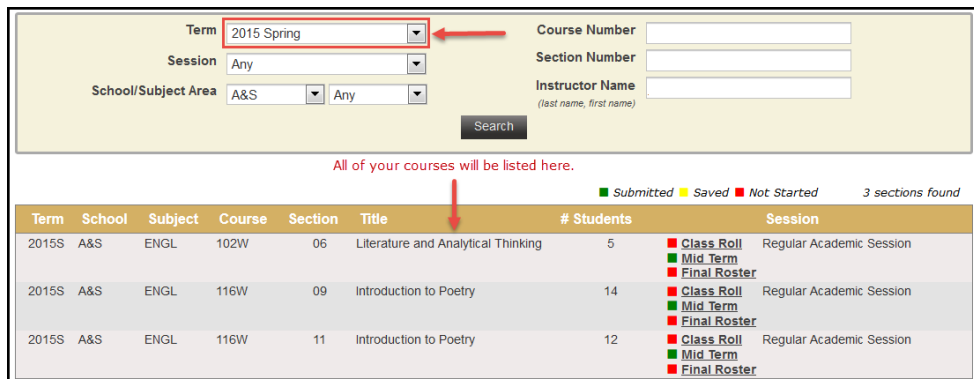 Term 2015 Spring Course Number
Session Any Section Number
School/Subject Area A&S Any Instructor Name
(last name, first name)
Search
All of your courses will be listed here.
Submitted Saved Not Started 3 sections found
Term School Subject Course Section Title # Students Session
2015S A&S ENGL 102W 06 Literature and Analytical Thinking 5 Class Roll Regular Academic Session
Mid Term
Final Roster
2015S A&S ENGL 116W 09 Introduction to Poetry 14 Class Roll Regular Academic Session
Mid Term
Final Roster
2015S A&S ENGL 116W 11 Introduction to Poetry 12 Class Roll Regular Academic Session
Mid Term
Final Roster